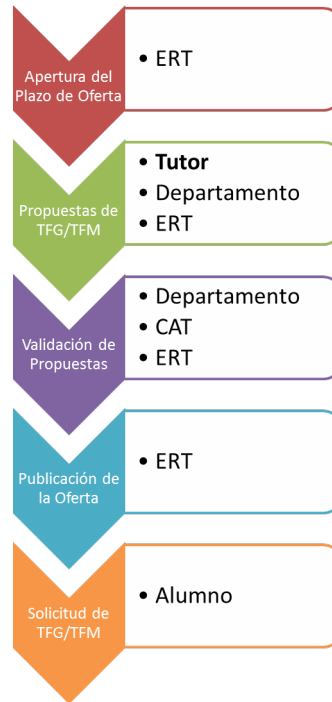 Apertura del
Plazo de Oferta
• ERT
Propuestas de
TFG/TFM
• Tutor
• Departamento
• ERT
Validación de
Propuestas
• Departamento
• CAT
• ERT
Publicación de
la Oferta
• ERT
Solicitud de
TFG/TFM
• Alumno